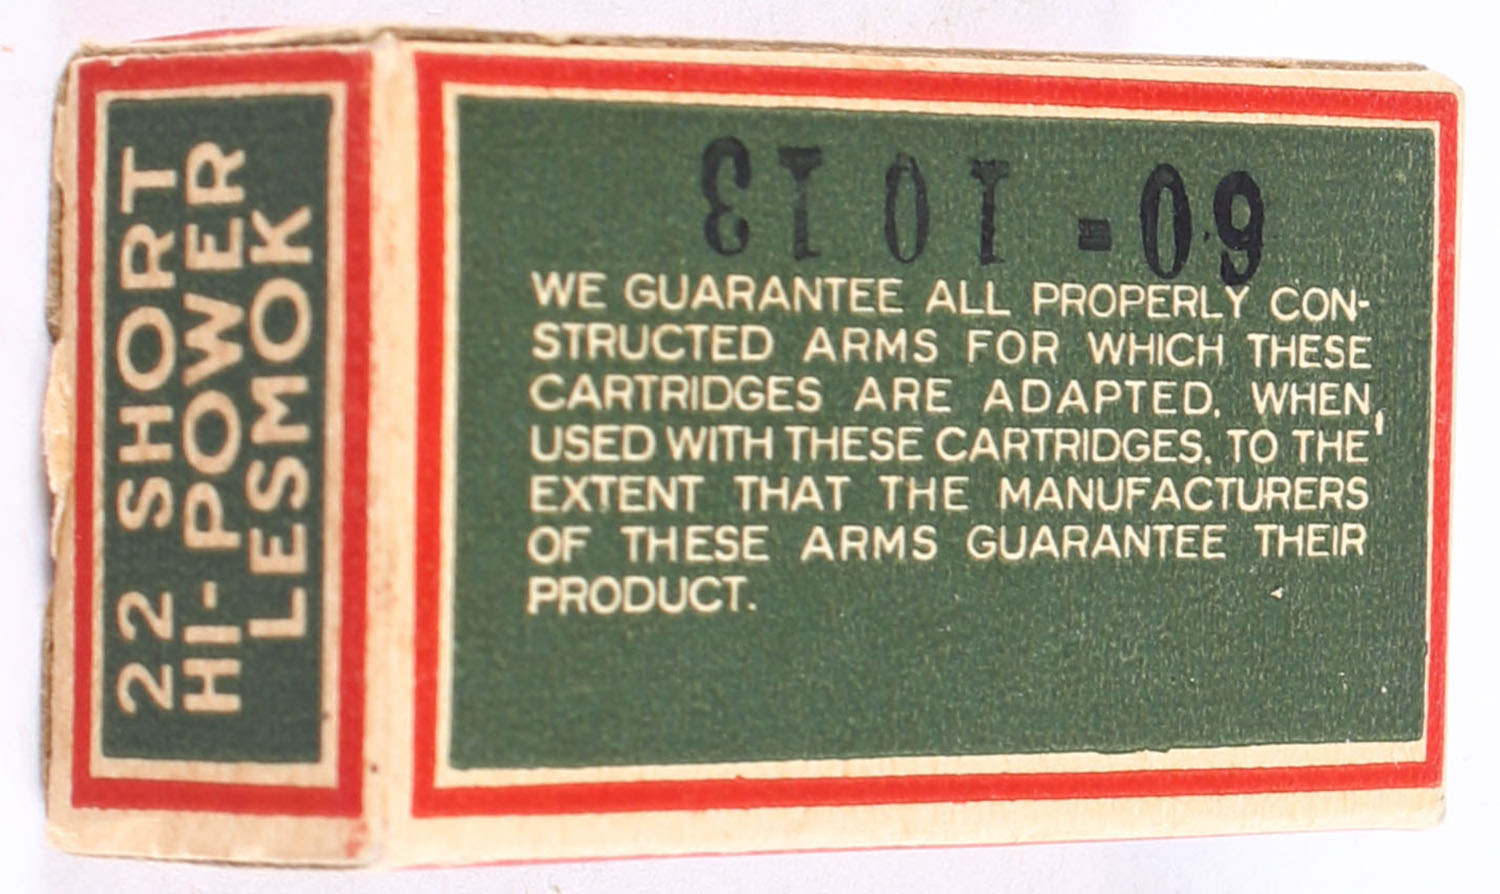 22 SHORT
HI-POWER
LESMOK
60-1013
WE GUARANTEE ALL PROPERLY CON-
STRUCTED ARMS FOR WHICH THESE
CARTRIDGES ARE ADAPTED, WHEN
USED WITH THESE CARTRIDGES, TO THE
EXTENT THAT THE MANUFACTURERS
OF THESE ARMS GUARANTEE THEIR
PRODUCT.